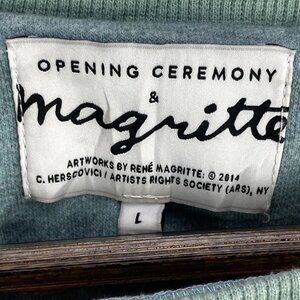 OPENING CEREMONY
&
magritte
ARTWORKS BY RENÉ MAGRITTE: © 2014
C. HERSCOVICI / ARTISTS RIGHTS SOCIETY (ARS), NY
L